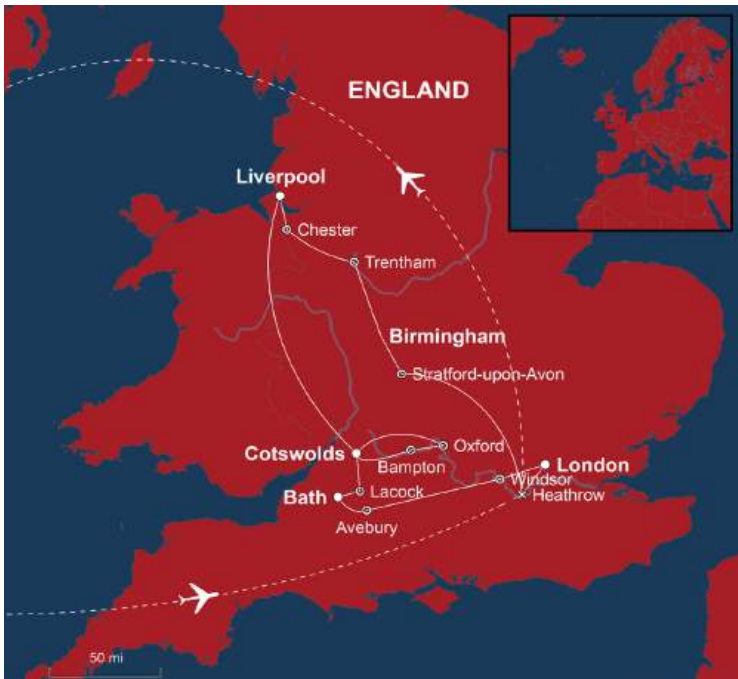 ENGLAND
Liverpool
Chester
Trentham
Birmingham
Stratford-upon-Avon
Cotswolds
Oxford
Bampton
London
Windsor
Bath
Lacock
Heathrow
Avebury
50 mi